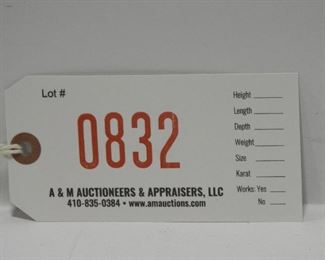 Lot #
0832
A & M AUCTIONEERS & APPRAISERS, LLC
410-835-0384 • www.amauctions.com
Height
Length
Depth
Weight
Size
Karat
Works: Yes
No